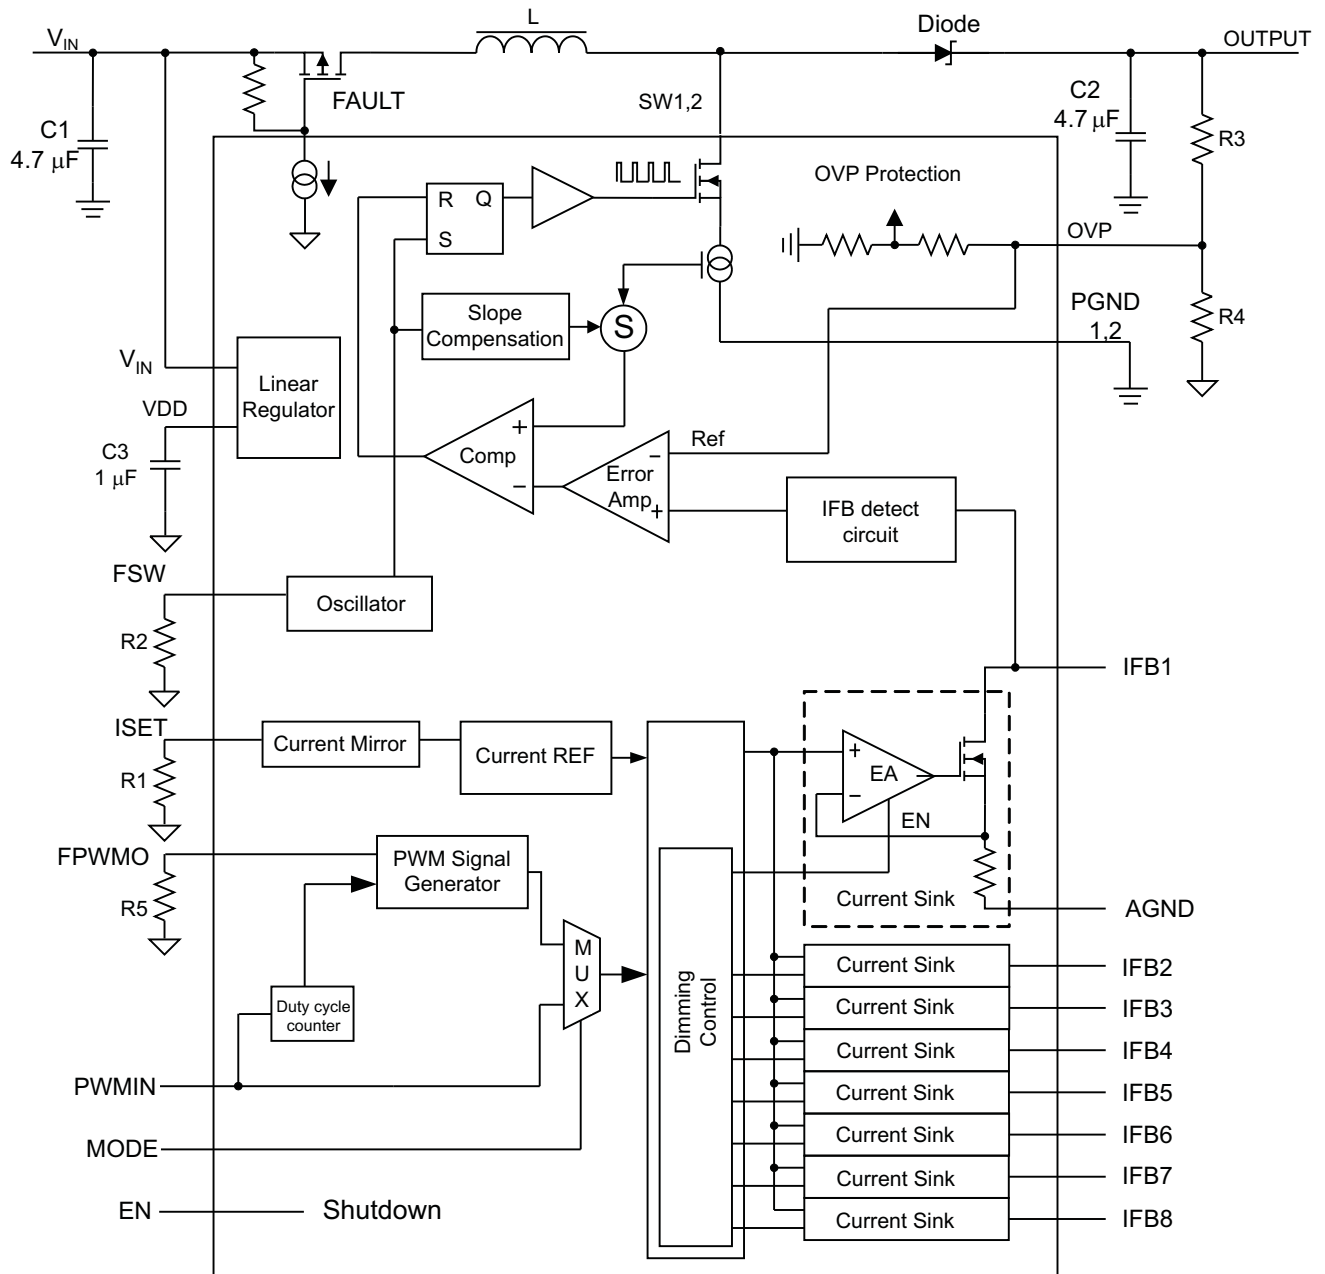 L
Diode
V_IN
OUTPUT
FAULT
SW1,2
C1
4.7 µF
C2
4.7 µF
R3
OVP Protection
R Q
S
OVP
PGND
1,2
R4
Slope
Compensation
S
V_IN
Linear
Regulator
VDD
C3
1 µF
+
Comp
−
Ref
−
Error
Amp
+
IFB detect
circuit
FSW
Oscillator
R2
IFB1
ISET
Current Mirror
Current REF
R1
+
EA
−
EN
FPWMO
PWM Signal
Generator
R5
Current Sink
AGND
M
U
X
Duty cycle
counter
Dimming
Control
Current Sink
IFB2
Current Sink
IFB3
Current Sink
IFB4
Current Sink
IFB5
Current Sink
IFB6
Current Sink
IFB7
Current Sink
IFB8
PWMIN
MODE
EN
Shutdown